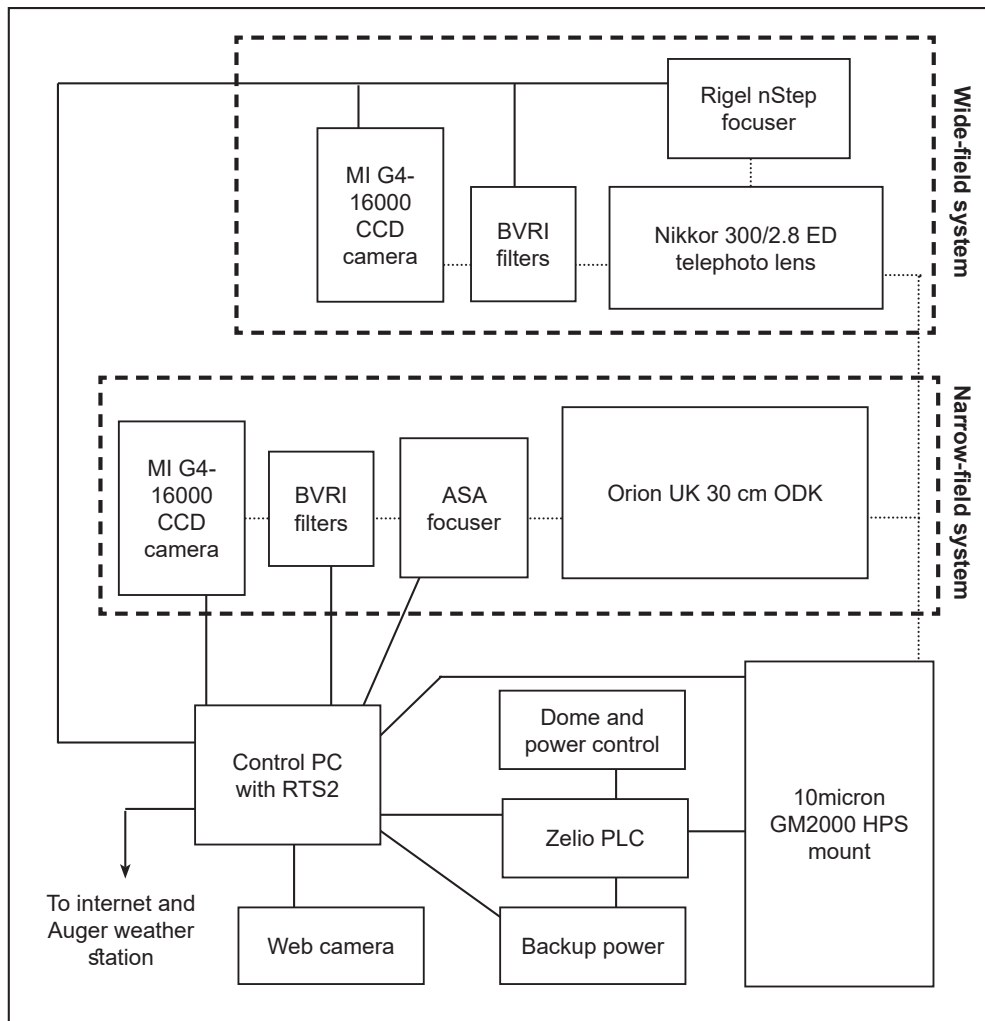 Rigel nStep
focuser
Wide-field system
MI G4-
16000
CCD
camera
BVRI
filters
Nikkor 300/2.8 ED
telephoto lens
Narrow-field system
MI G4-
16000
CCD
camera
BVRI
filters
ASA
focuser
Orion UK 30 cm ODK
Control PC
with RTS2
Dome and
power control
10micron
GM2000 HPS
mount
Zelio PLC
To internet and
Auger weather
station
Web camera
Backup power